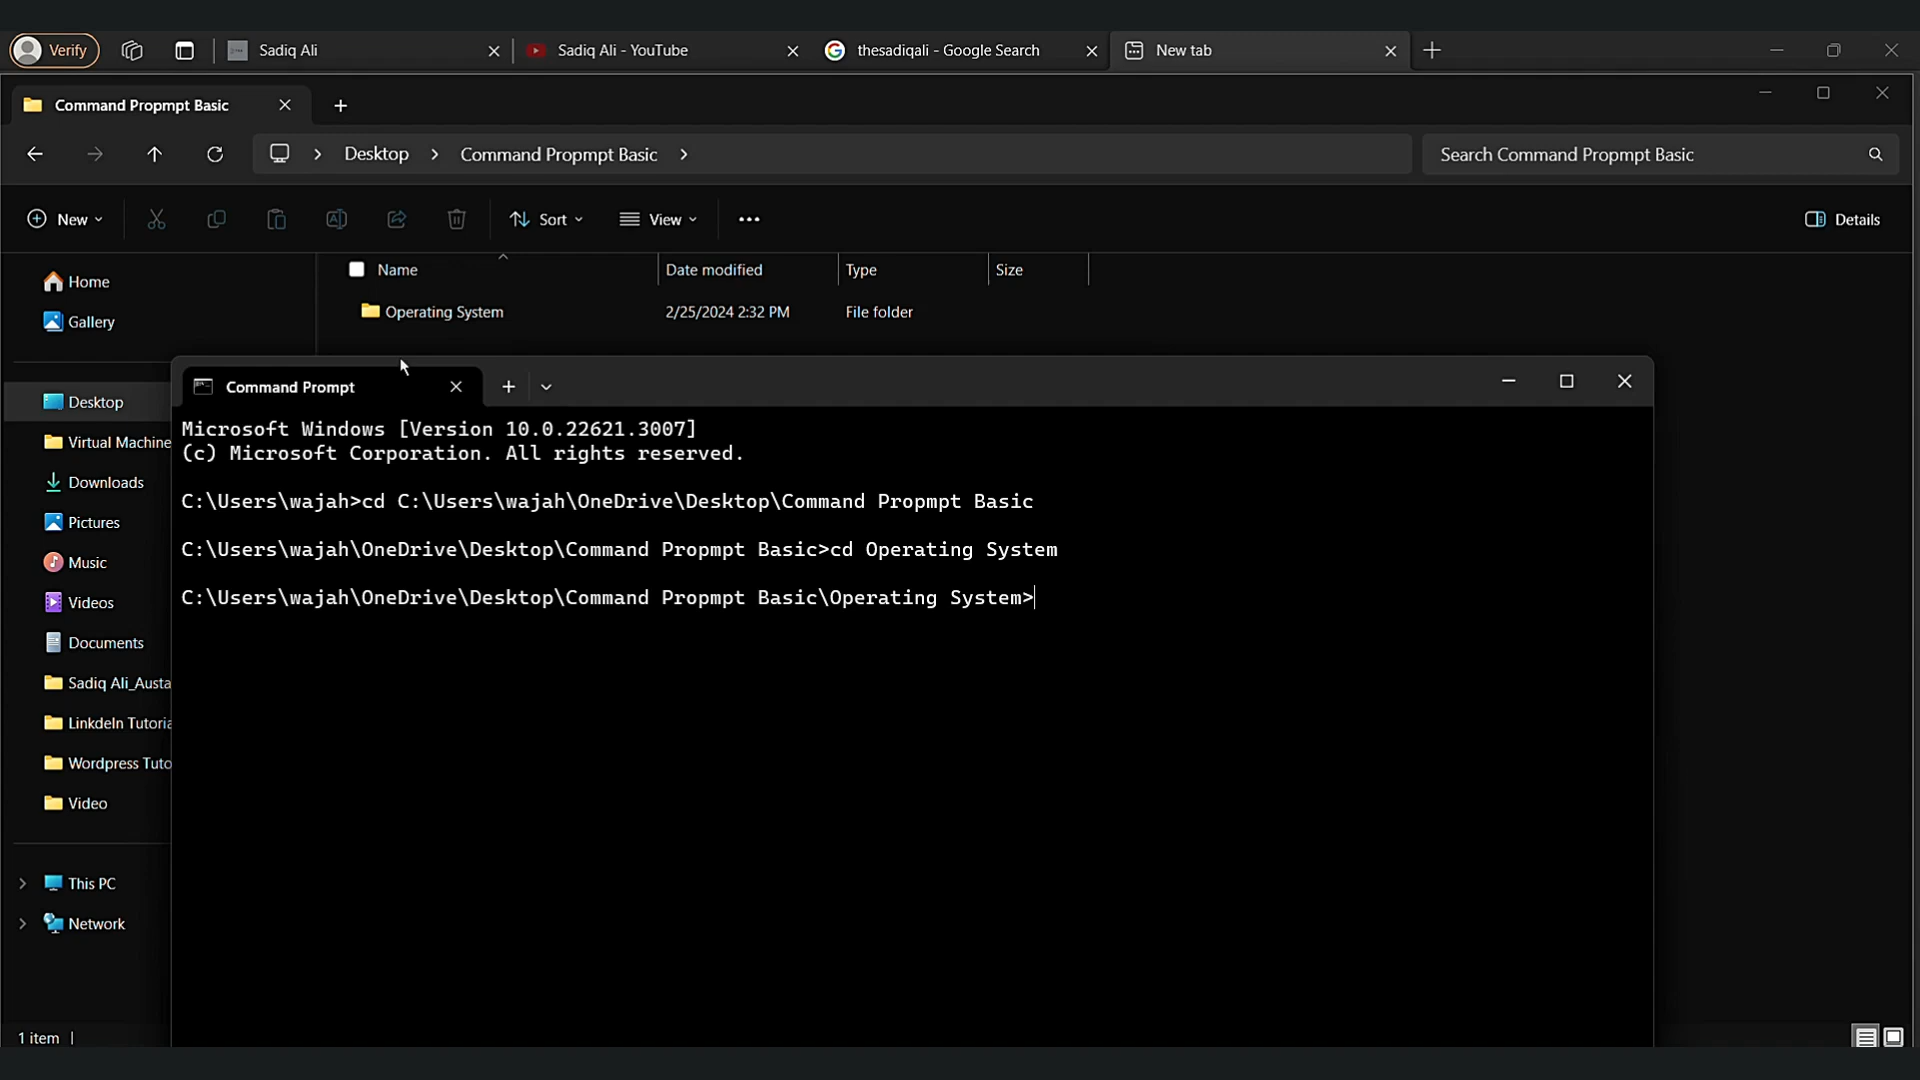 Verify
Sadiq Ali
Sadiq Ali - YouTube
thesadiqali - Google Search
New tab
Command Propmpt Basic
Desktop
Command Propmpt Basic
Search Command Propmpt Basic
New
Sort
View
Details
Name
Date modified
Type
Size
Operating System
2/25/2024 2:32 PM
File folder
Home
Gallery
Desktop
Virtual Machine
Downloads
Pictures
Music
Videos
Documents
Sadiq Ali_Austa
LinkdeIn Tutoria
Wordpress Tuto
Video
This PC
Network
1 item
Command Prompt
Microsoft Windows [Version 10.0.22621.3007]
(c) Microsoft Corporation. All rights reserved.
C:\Users\wajah>cd C:\Users\wajah\OneDrive\Desktop\Command Propmpt Basic
C:\Users\wajah\OneDrive\Desktop\Command Propmpt Basic>cd Operating System
C:\Users\wajah\OneDrive\Desktop\Command Propmpt Basic\Operating System>